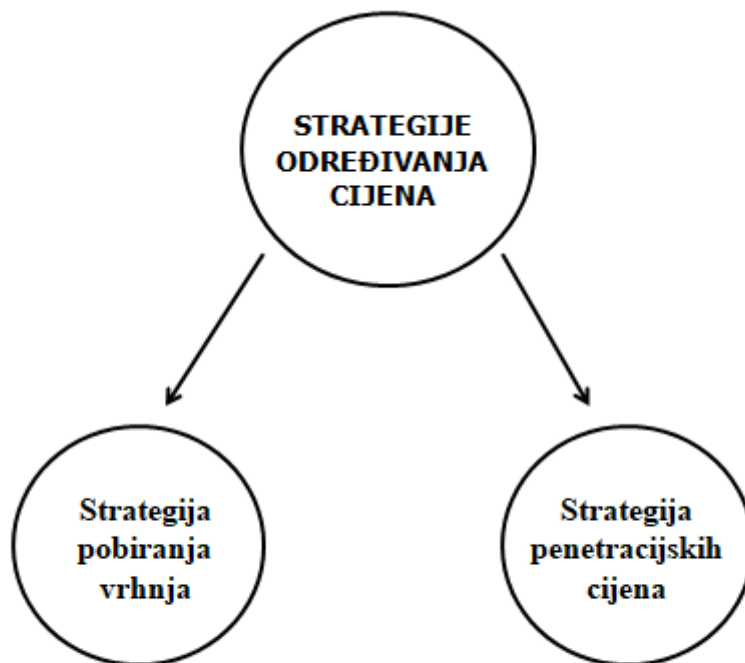 STRATEGIJE
ODREĐIVANJA
CIJENA
Strategija
pobiranja
vrhnja
Strategija
penetracijskih
cijena